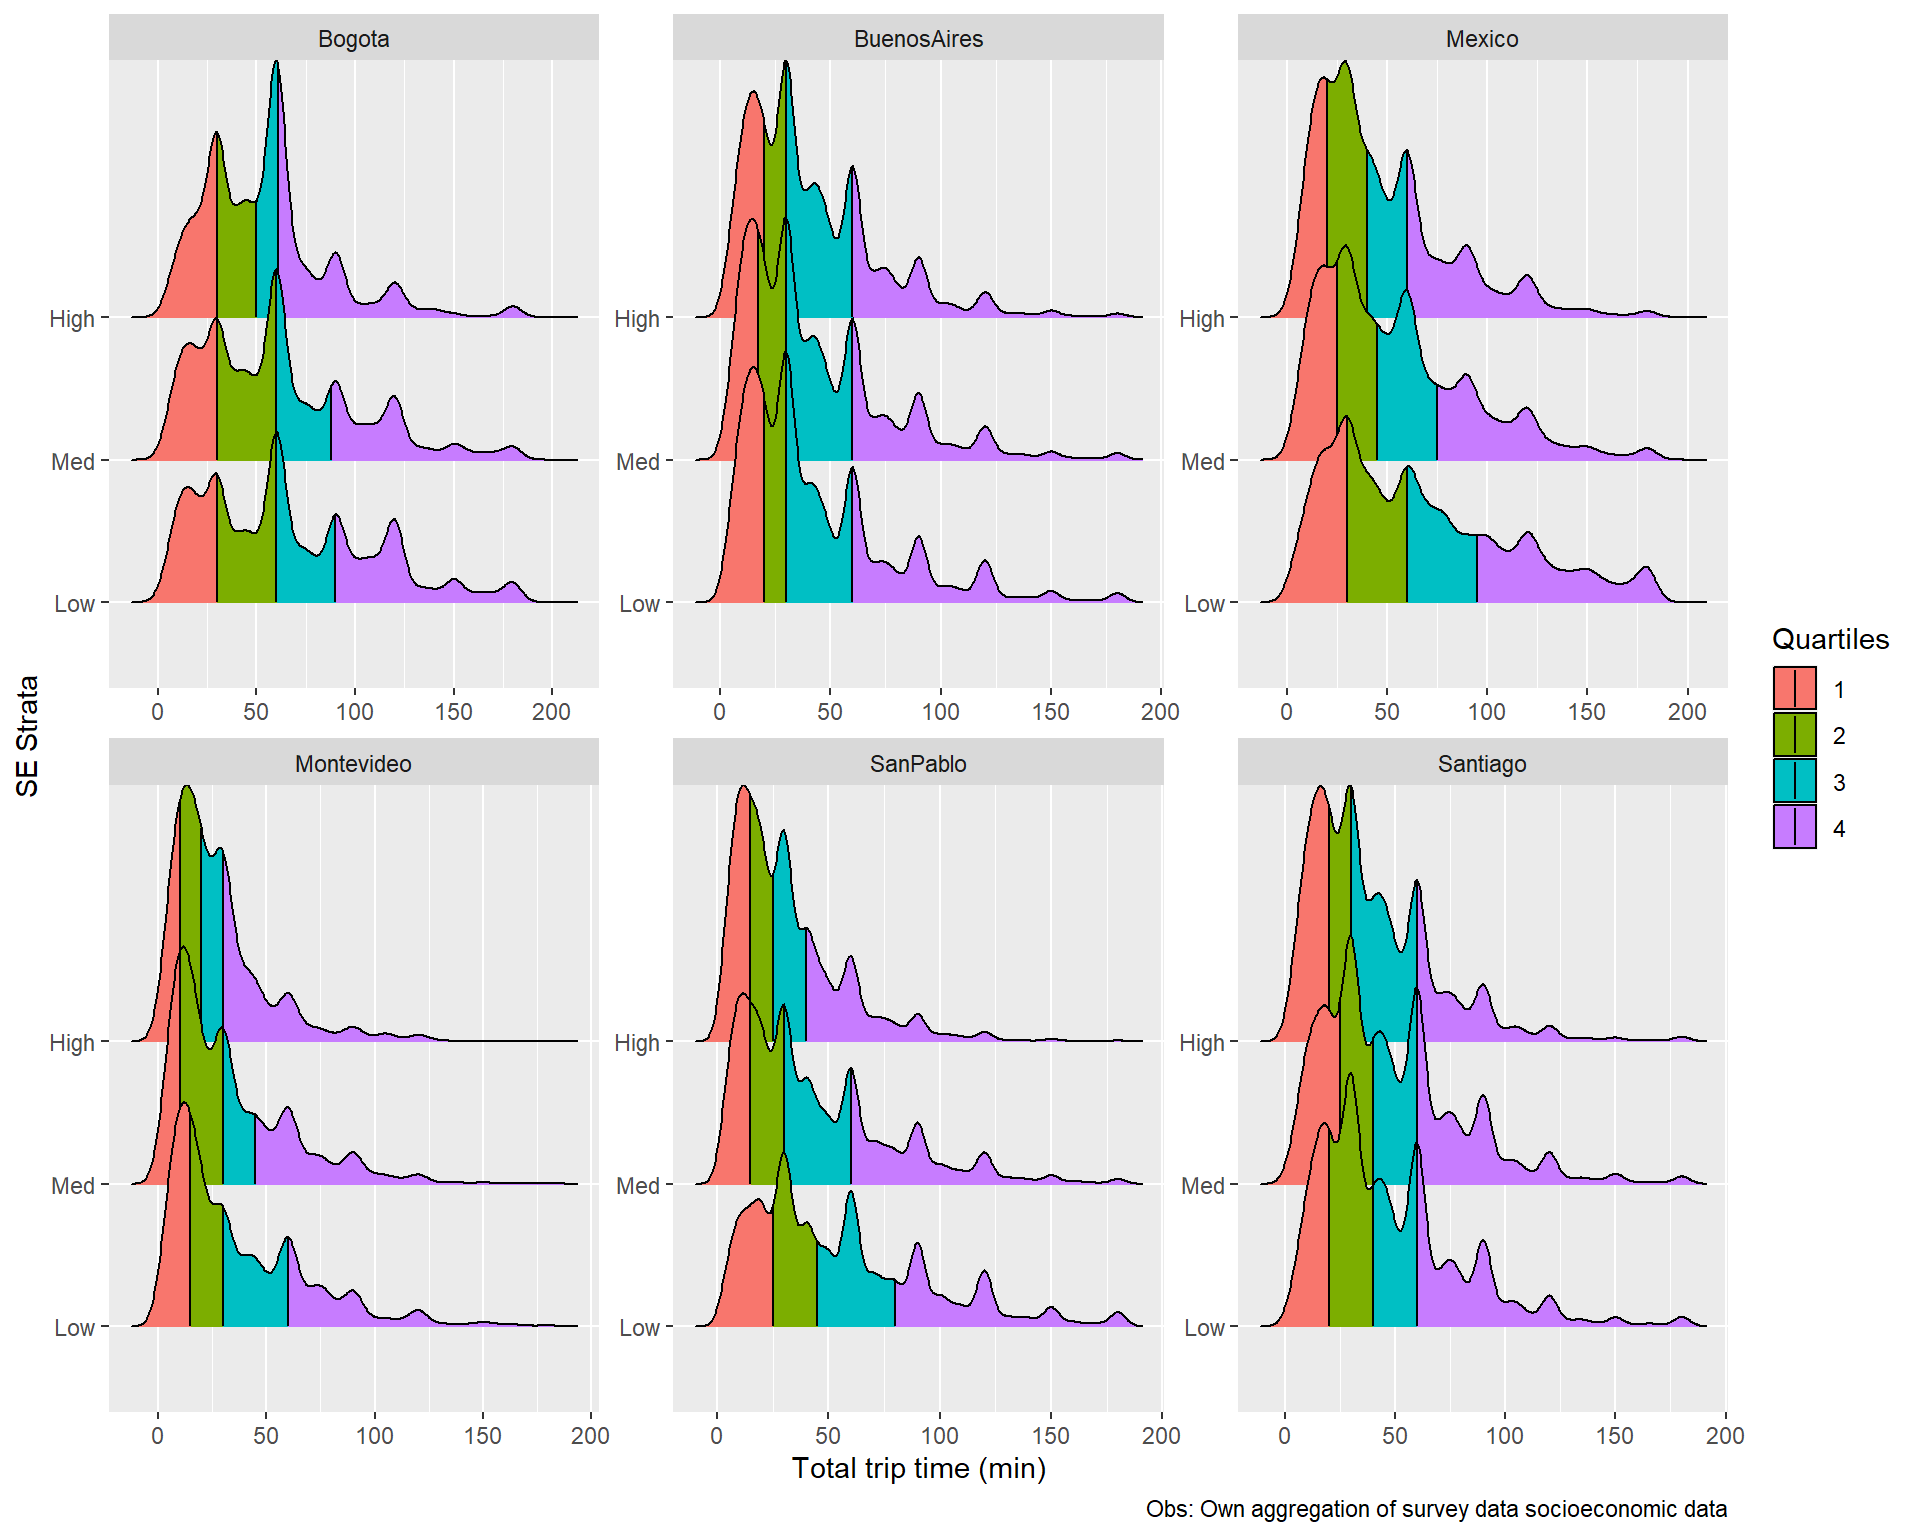 Bogota
BuenosAires
Mexico
High
Med
Low
High
Med
Low
High
Med
Low
0 50 100 150 200
0 50 100 150 200
0 50 100 150 200
SE Strata
Montevideo
SanPablo
Santiago
High
Med
Low
High
Med
Low
High
Med
Low
0 50 100 150 200
0 50 100 150 200
0 50 100 150 200
Total trip time (min)
Quartiles
1
2
3
4
Obs: Own aggregation of survey data socioeconomic data